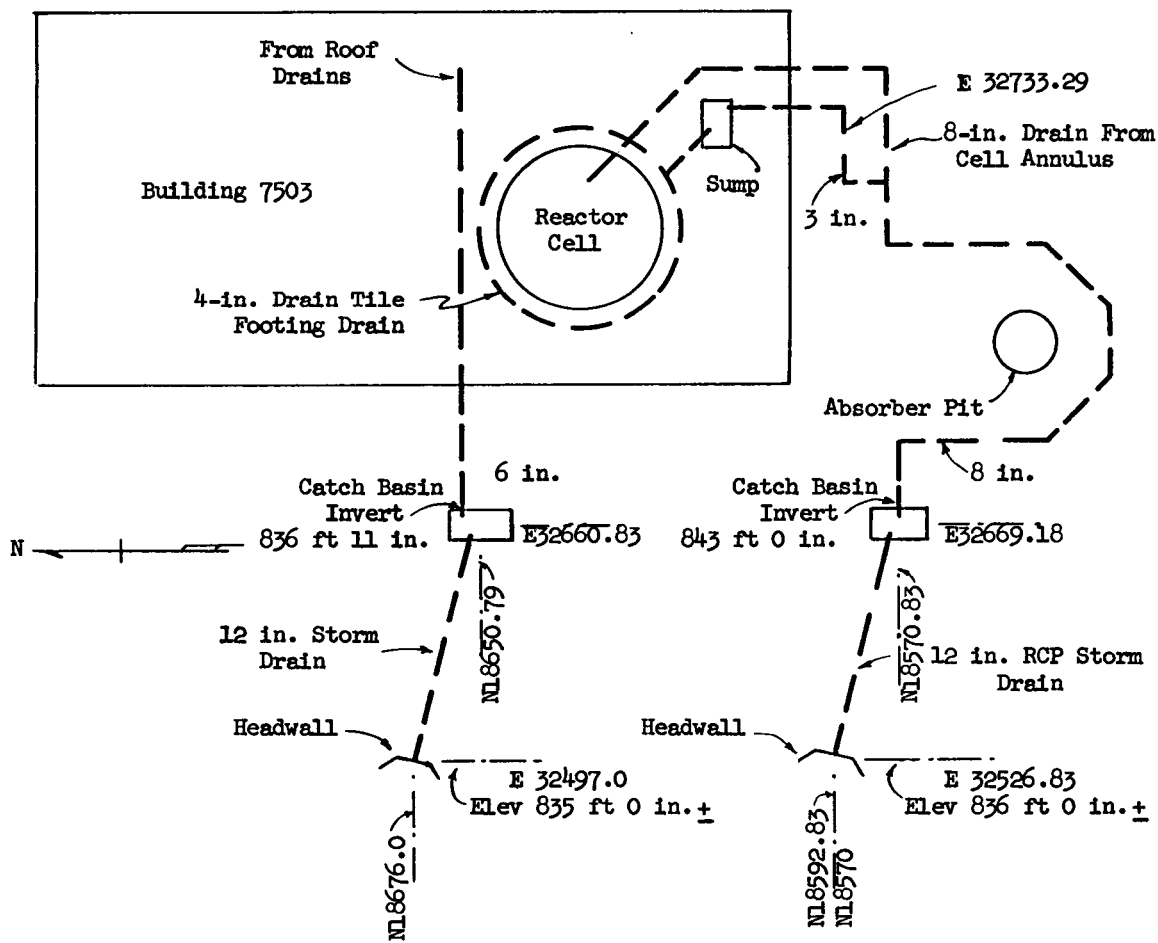 From Roof
Drains
E 32733.29
8-in. Drain From
Cell Annulus
Building 7503
Sump
3 in.
Reactor
Cell
4-in. Drain Tile
Footing Drain
Absorber Pit
6 in.
8 in.
Catch Basin
Invert
836 ft 11 in.
E32660.83
Catch Basin
Invert
843 ft 0 in.
E32669.18
N
N18650.79
N18570.83
12 in. Storm
Drain
12 in. RCP Storm
Drain
Headwall
Headwall
E 32497.0
Elev 835 ft 0 in.±
E 32526.83
Elev 836 ft 0 in.±
N18676.0
N18592.83
N18570